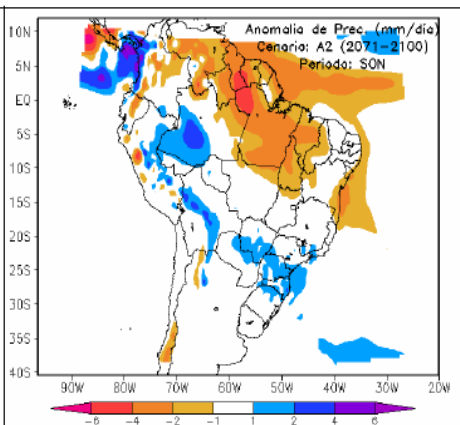 Anomalia de Prec. (mm/dia)
Cenario: A2 (2071-2100)
Periodo: SON
10N
5N
EQ
5S
10S
15S
20S
25S
30S
35S
40S
90W 80W 70W 60W 50W 40W 30W 20W
-6 -4 -2 -1 1 2 4 6